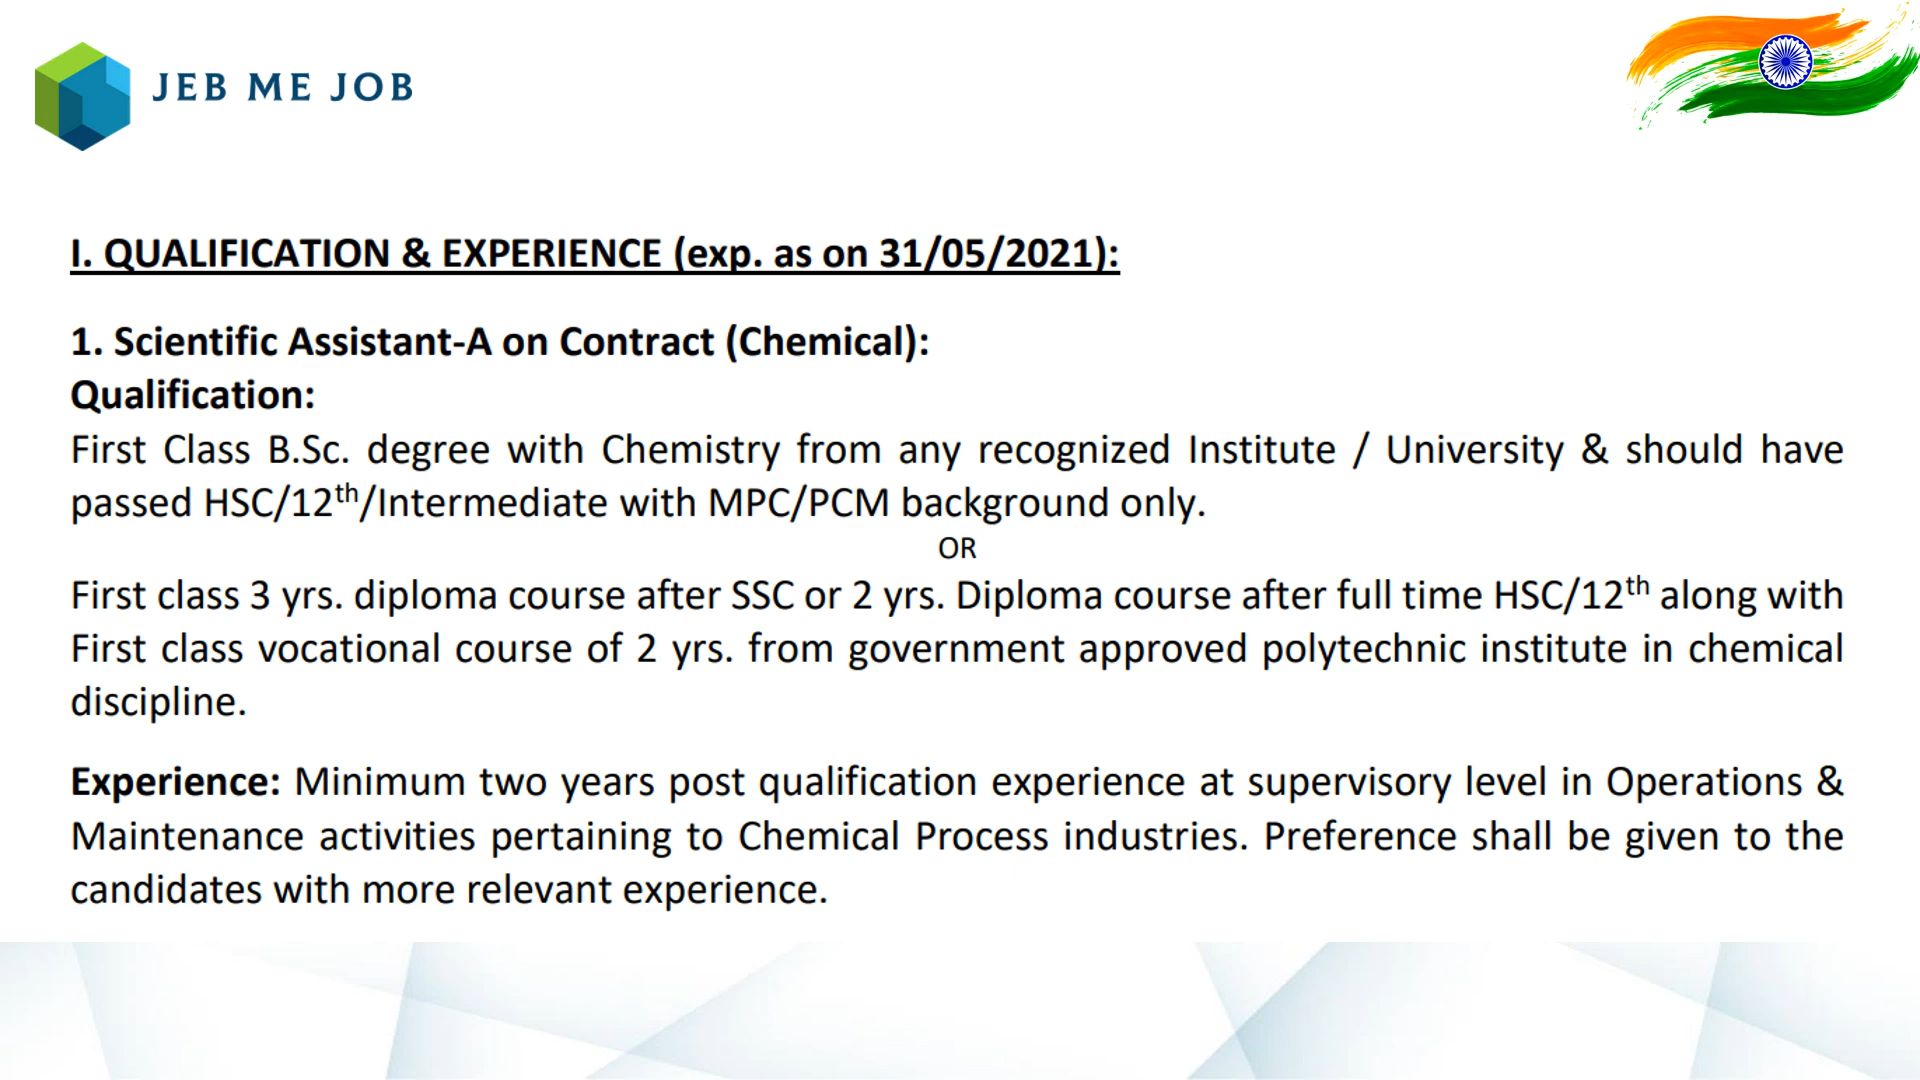 JEB ME JOB
I. QUALIFICATION & EXPERIENCE (exp. as on 31/05/2021):
1. Scientific Assistant-A on Contract (Chemical):
Qualification:
First Class B.Sc. degree with Chemistry from any recognized Institute / University & should have
passed HSC/12th/Intermediate with MPC/PCM background only.
OR
First class 3 yrs. diploma course after SSC or 2 yrs. Diploma course after full time HSC/12th along with
First class vocational course of 2 yrs. from government approved polytechnic institute in chemical
discipline.
Experience: Minimum two years post qualification experience at supervisory level in Operations &
Maintenance activities pertaining to Chemical Process industries. Preference shall be given to the
candidates with more relevant experience.